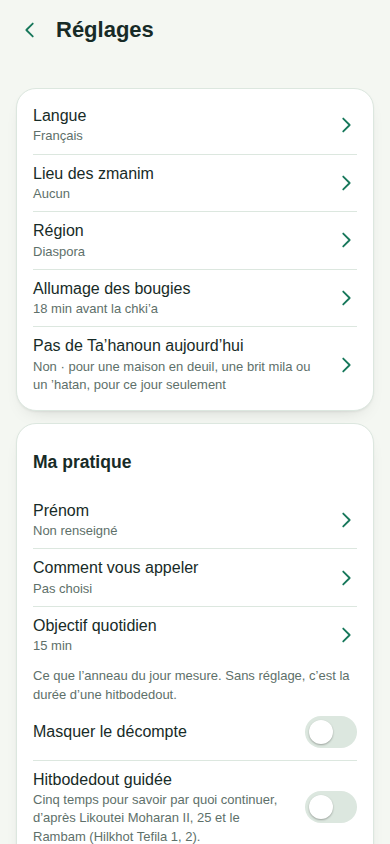 Réglages
Langue
Français
Lieu des zmanim
Aucun
Région
Diaspora
Allumage des bougies
18 min avant la chki’a
Pas de Ta’hanoun aujourd’hui
Non · pour une maison en deuil, une brit mila ou
un ’hatan, pour ce jour seulement
Ma pratique
Prénom
Non renseigné
Comment vous appeler
Pas choisi
Objectif quotidien
15 min
Ce que l’anneau du jour mesure. Sans réglage, c’est la
durée d’une hitbodedout.
Masquer le décompte
Hitbodedout guidée
Cinq temps pour savoir par quoi continuer,
d’après Likoutei Moharan II, 25 et le
Rambam (Hilkhot Tefila 1, 2).